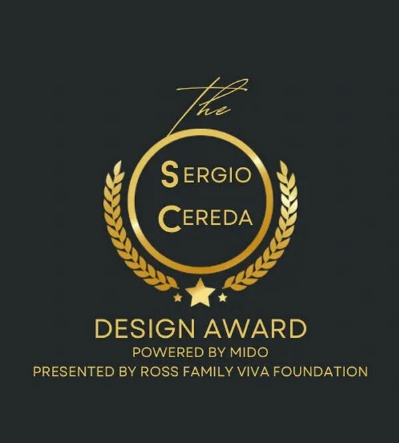 The
SERGIO
CEREDA
DESIGN AWARD
POWERED BY MIDO
PRESENTED BY ROSS FAMILY VIVA FOUNDATION